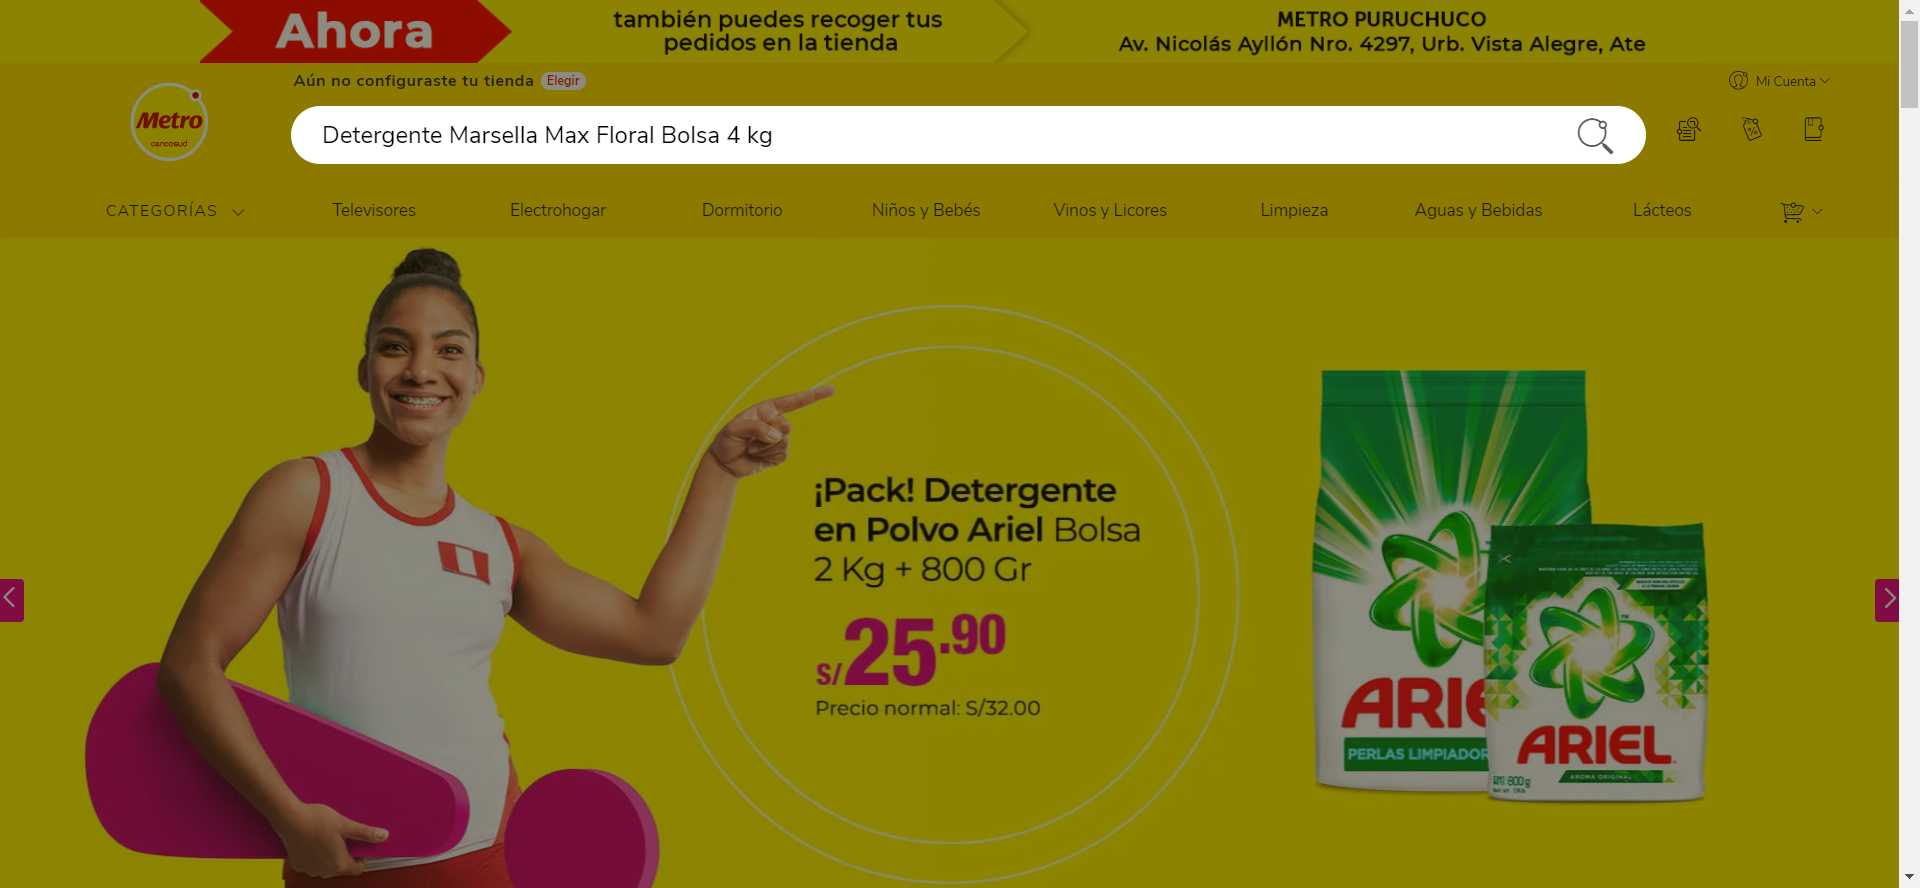 Ahora
también puedes recoger tus
pedidos en la tienda
METRO PURUCHUCO
Av. Nicolás Ayllón Nro. 4297, Urb. Vista Alegre, Ate
Aún no configuraste tu tienda Elegir
Mi Cuenta
Metro
cencosud
Detergente Marsella Max Floral Bolsa 4 kg
CATEGORÍAS
Televisores
Electrohogar
Dormitorio
Niños y Bebés
Vinos y Licores
Limpieza
Aguas y Bebidas
Lácteos
¡Pack! Detergente
en Polvo Ariel Bolsa
2 Kg + 800 Gr
S/25.90
Precio normal: S/32.00
ARIE
PERLAS LIMPIADOR
ARIEL
AROMA ORIGINAL
800g